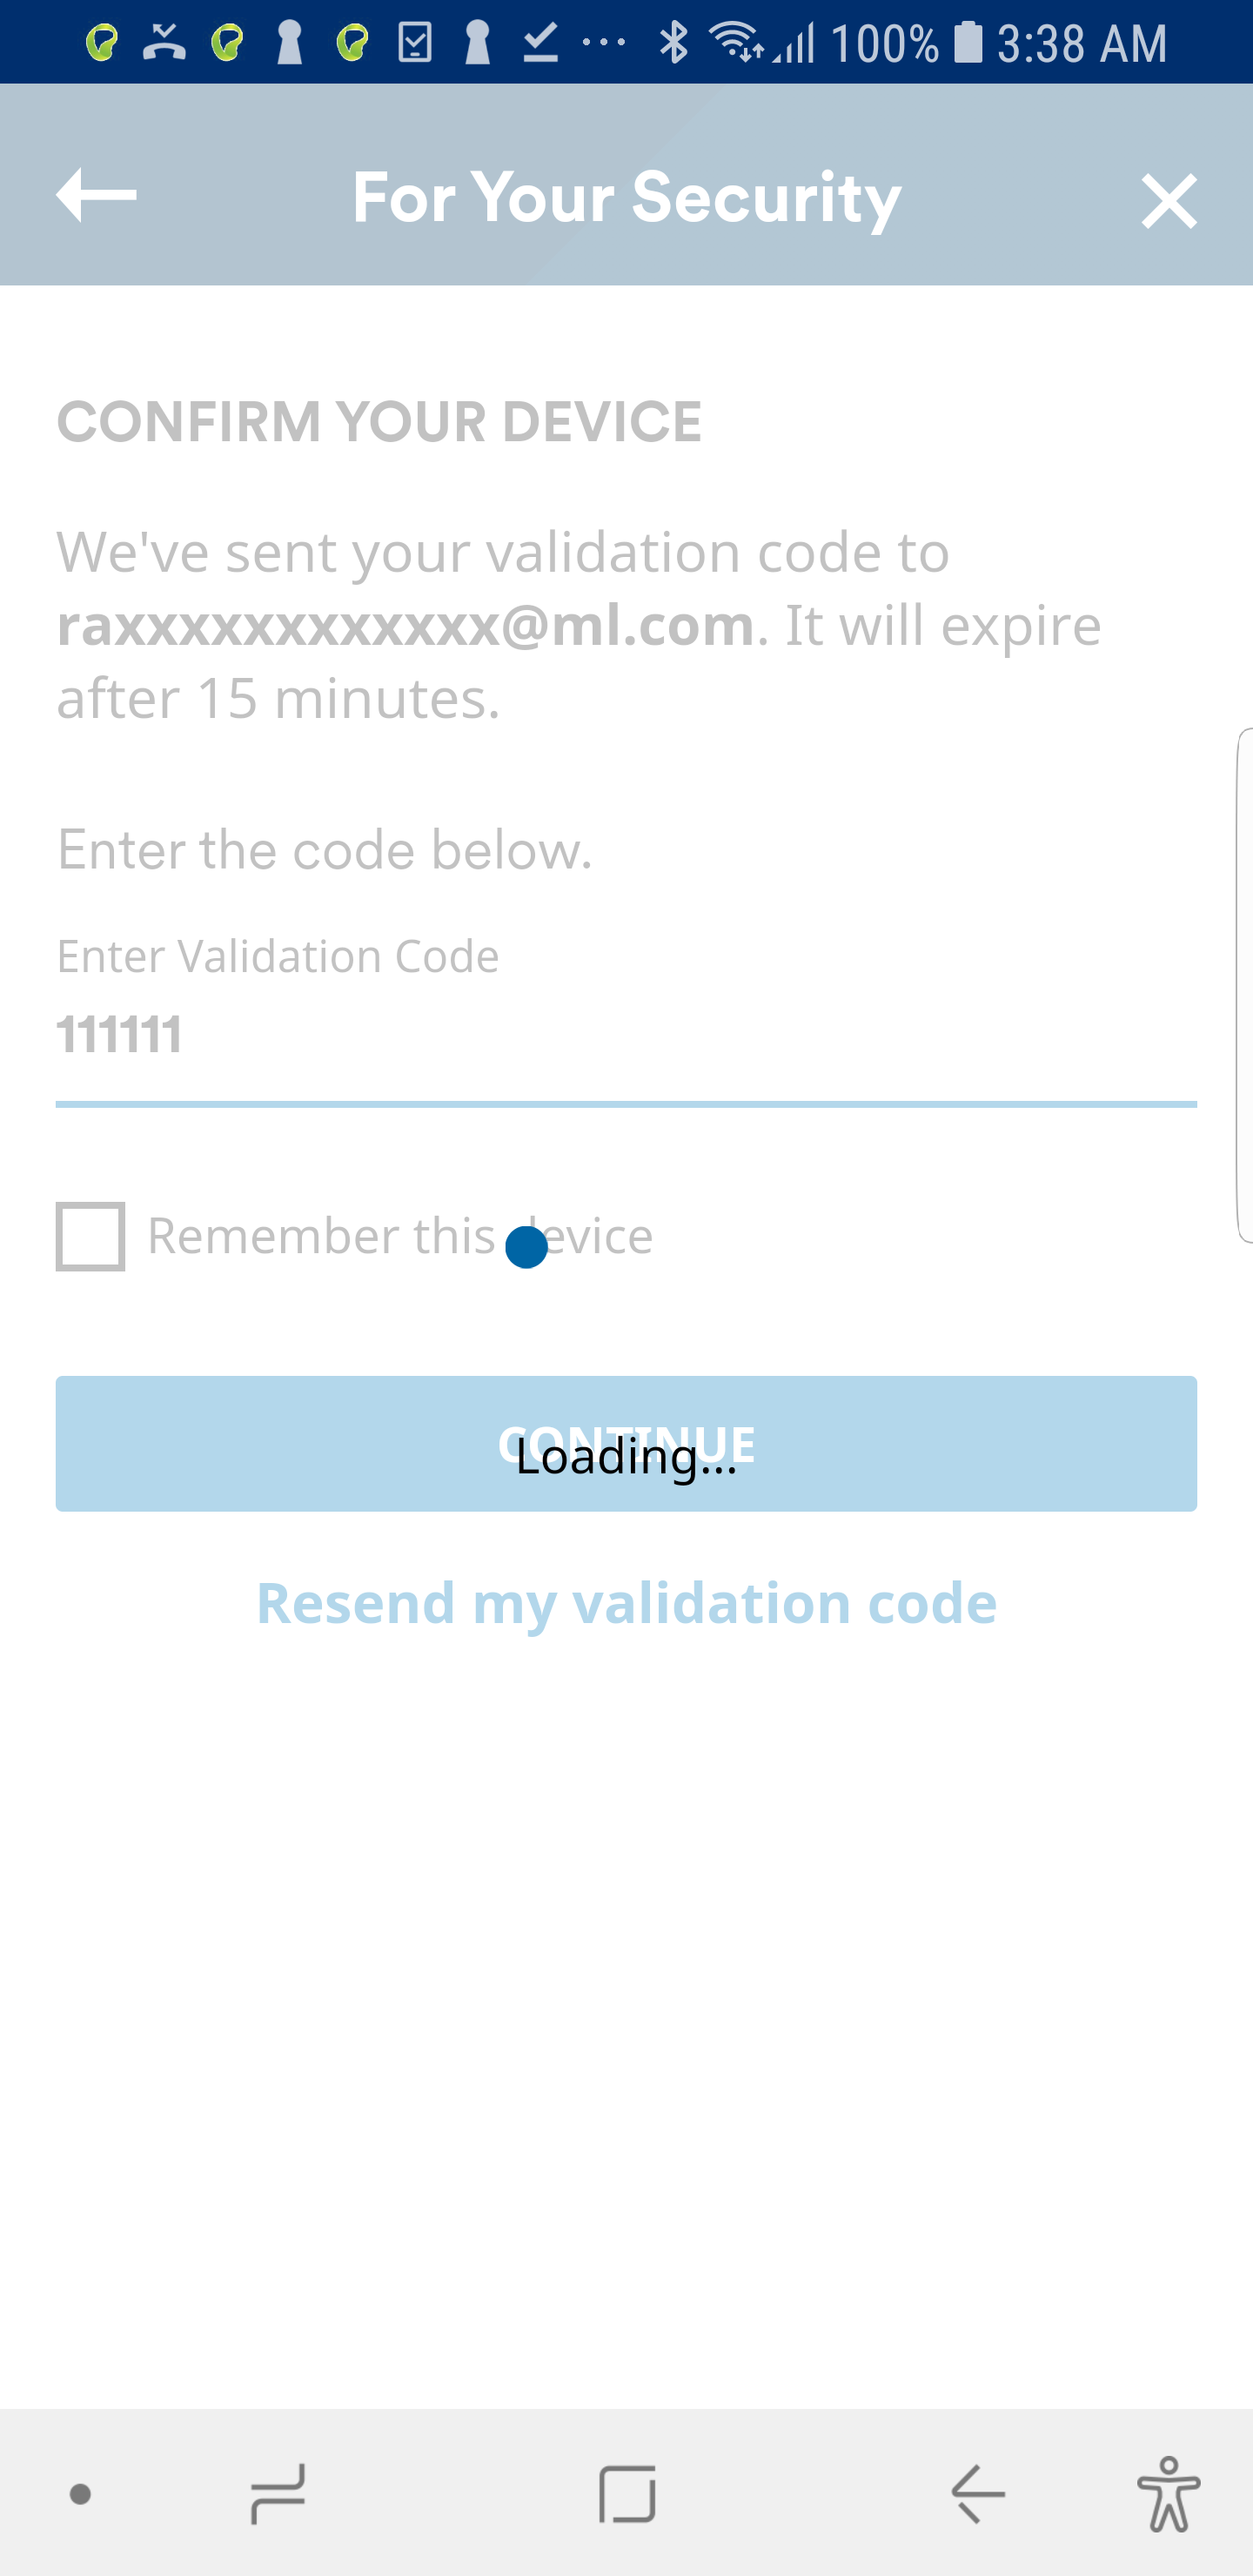 100% 3:38 AM
For Your Security
CONFIRM YOUR DEVICE
We've sent your validation code to
raxxxxxxxxxxxx@ml.com. It will expire
after 15 minutes.
Enter the code below.
Enter Validation Code
111111
Remember this device
CONTINUE
Loading...
Resend my validation code